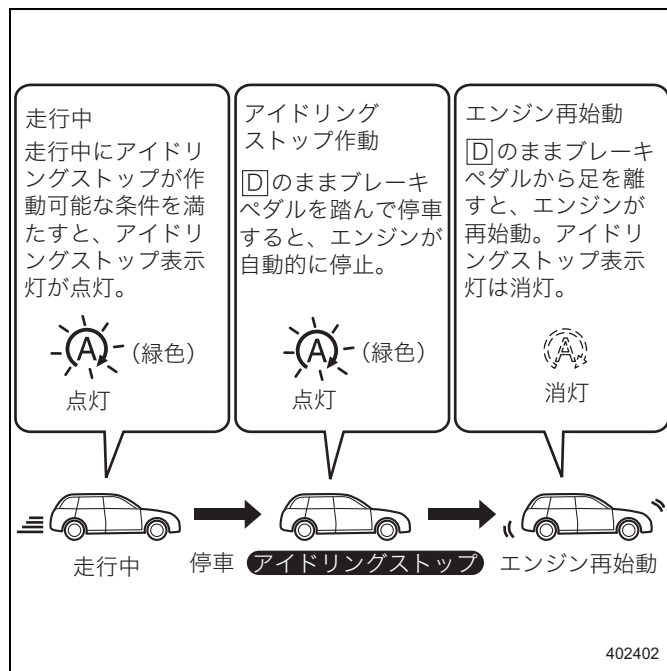 走行中
走行中にアイドリ
ングストップが作
動可能な条件を満
たすと、アイドリ
ングストップ表示
灯が点灯。
A
(緑色)
点灯
アイドリング
ストップ作動
Dのままブレーキ
ペダルを踏んで停車
すると、エンジンが
自動的に停止。
A
(緑色)
点灯
エンジン再始動
Dのままブレーキ
ペダルから足を離
すと、エンジンが
再始動。アイドリ
ングストップ表示
灯は消灯。
A
消灯
走行中 停車 アイドリングストップ エンジン再始動
402402